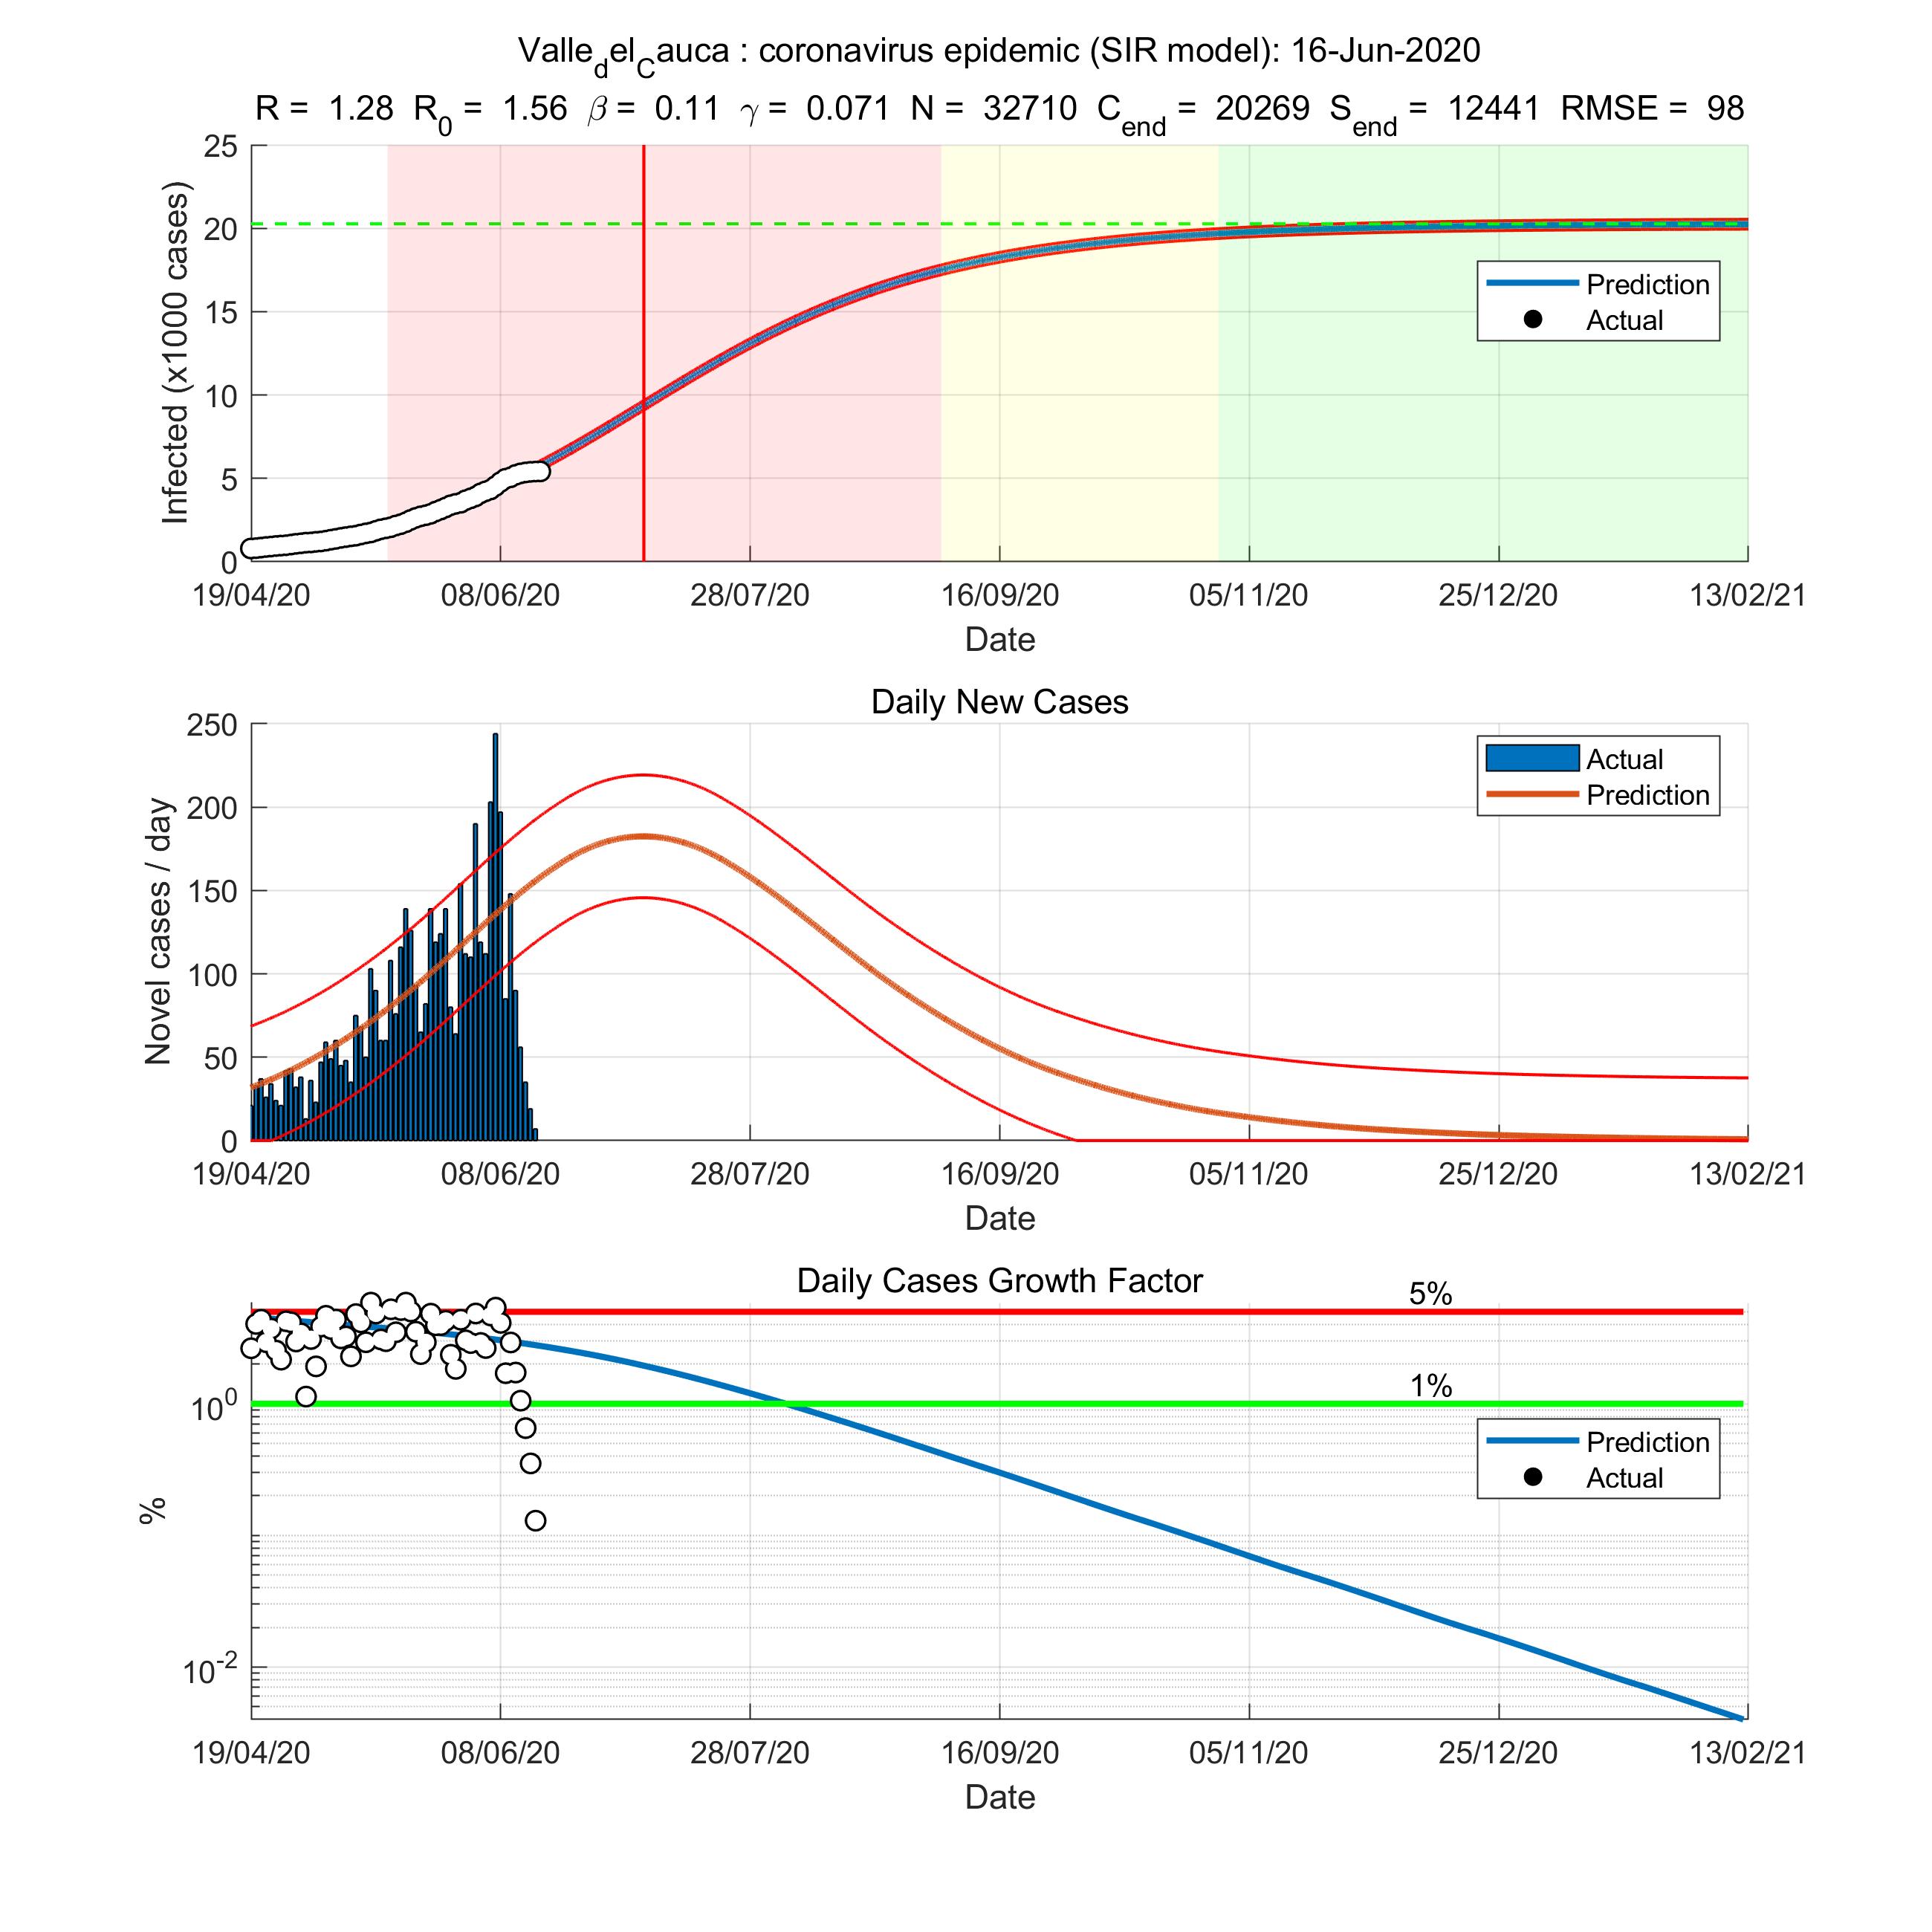 Valle_del_Cauca : coronavirus epidemic (SIR model): 16-Jun-2020
R = 1.28 R0 = 1.56 β = 0.11 γ = 0.071 N = 32710 Cend = 20269 Send = 12441 RMSE = 98
25
20
15
10
5
0
Infected (x1000 cases)
Prediction
Actual
19/04/20 08/06/20 28/07/20 16/09/20 05/11/20 25/12/20 13/02/21
Date
Daily New Cases
250
200
150
100
50
0
Novel cases / day
Actual
Prediction
19/04/20 08/06/20 28/07/20 16/09/20 05/11/20 25/12/20 13/02/21
Date
Daily Cases Growth Factor
5%
1%
10^0
10^-2
%
Prediction
Actual
19/04/20 08/06/20 28/07/20 16/09/20 05/11/20 25/12/20 13/02/21
Date